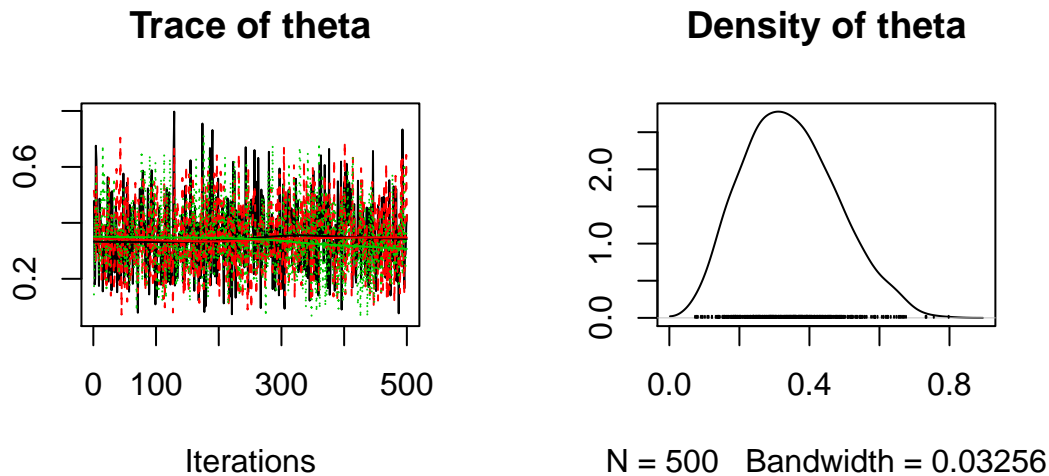 Trace of theta
0.6
0.2
0 100 300 500
Iterations
Density of theta
2.0
1.0
0.0
0.0 0.4 0.8
N = 500 Bandwidth = 0.03256